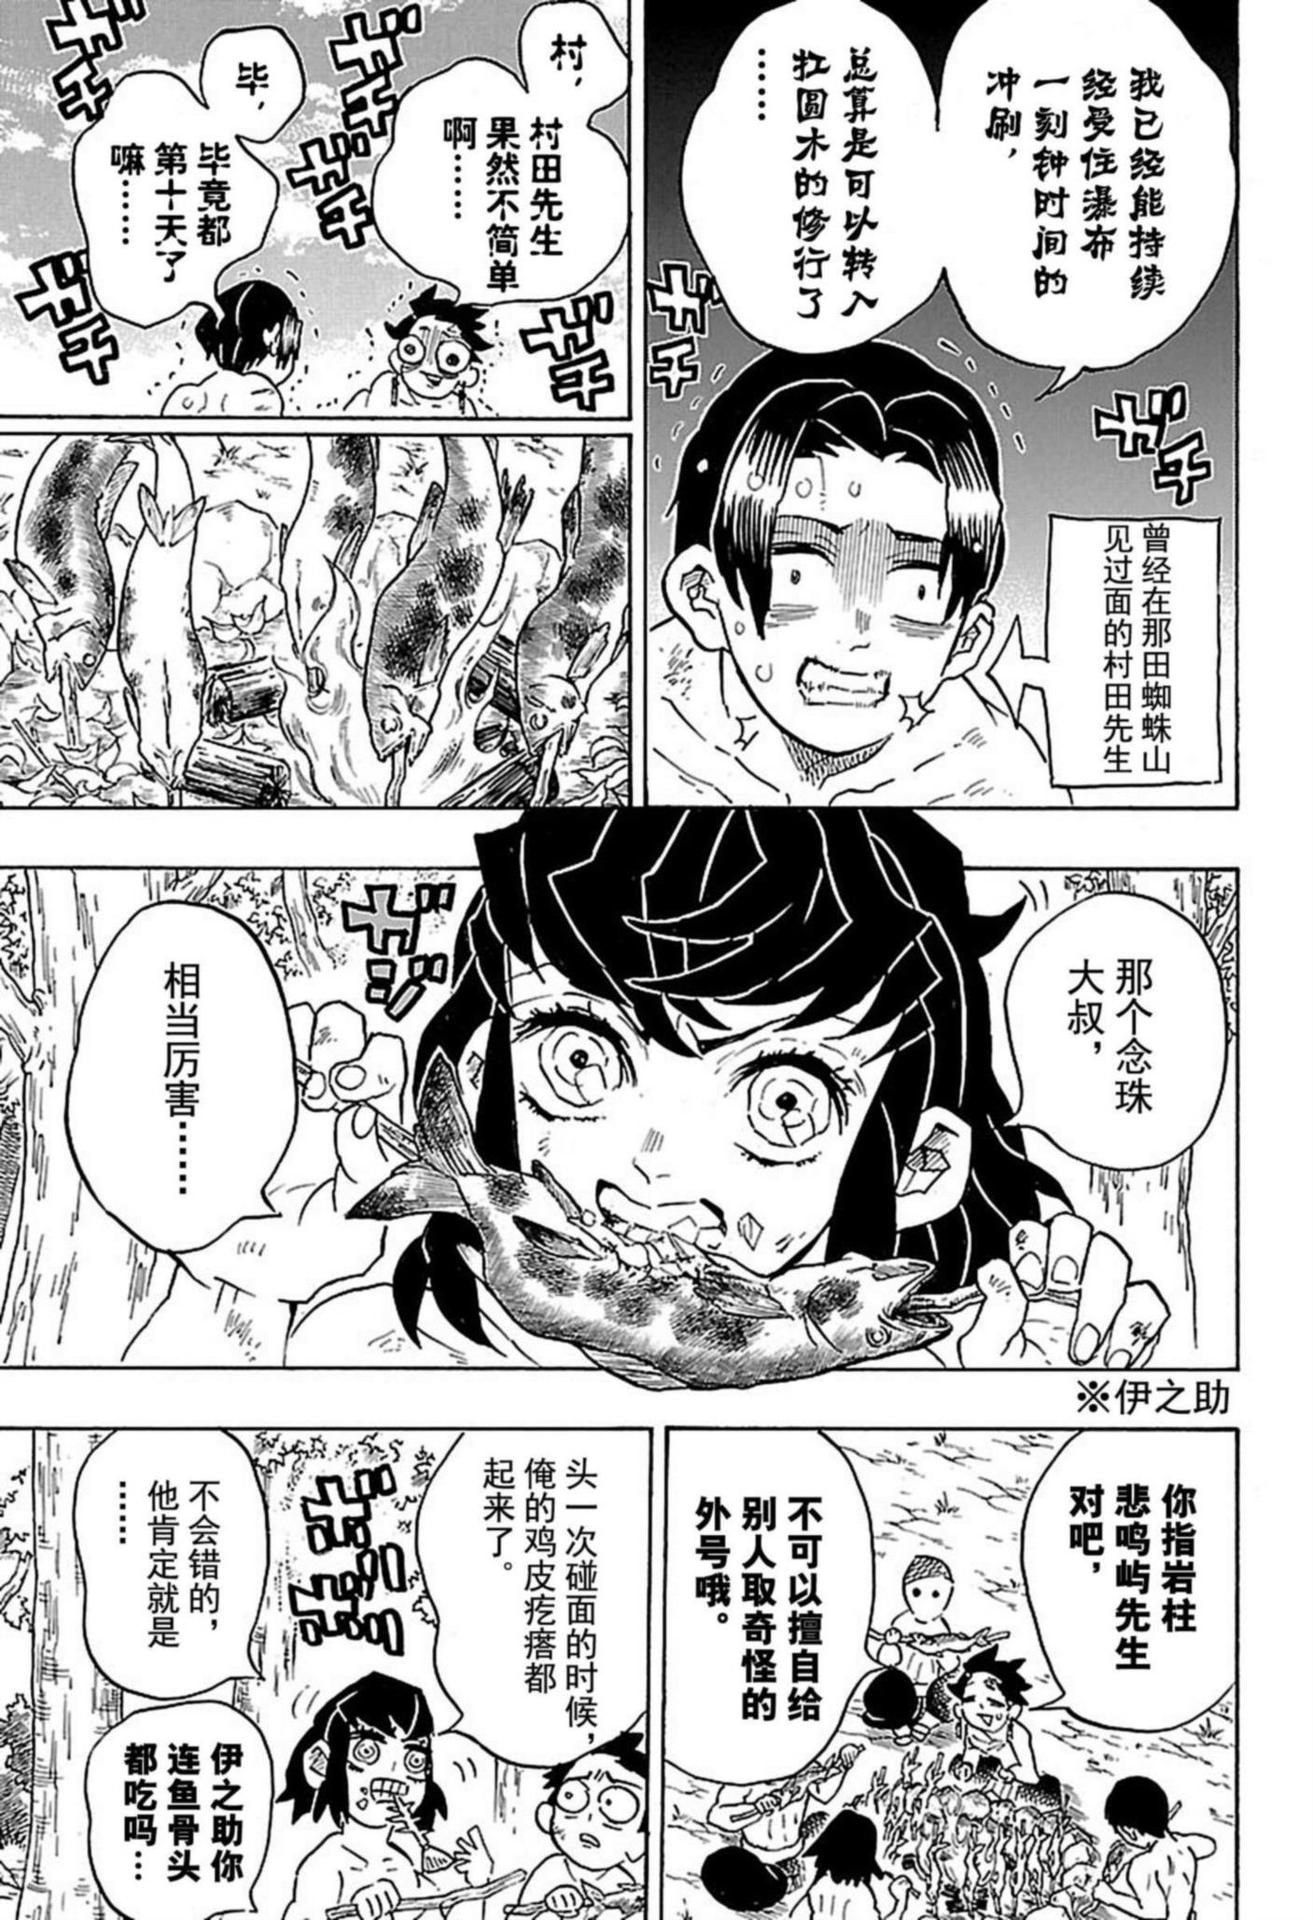 我已经能持续
经受住瀑布
一刻钟时间的
冲刷，
总算是可以转入
扛圆木的修行了
……
曾经在那田蜘蛛山
见过面的村田先生
村，
村田先生
果然不简单
啊……
毕，
毕竟都
第十天了
嘛……
那个念珠
大叔，
相当厉害……
※伊之助
你指岩柱
悲鸣屿先生
对吧，
不可以擅自给
别人取奇怪的
外号哦。
头一次碰面的时候，
俺的鸡皮疙瘩都
起来了。
不会错的，
他肯定就是
……
伊之助你
连鱼骨头
都吃吗…